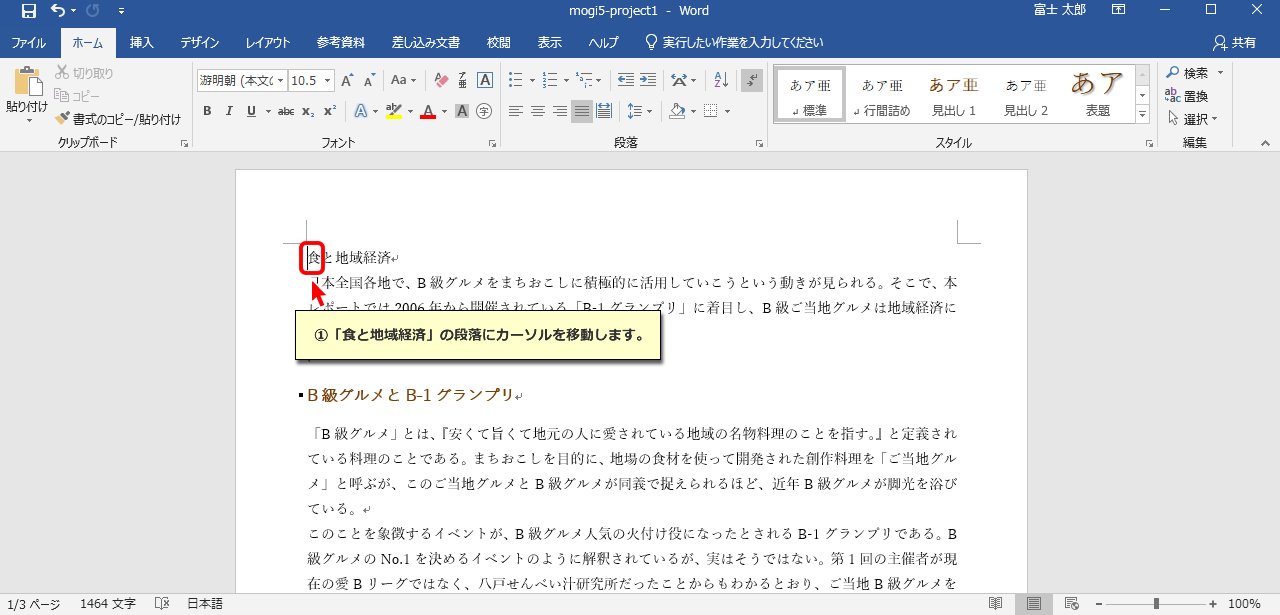 mogi5-project1 - Word
富士 太郎
ファイル ホーム 挿入 デザイン レイアウト 参考資料 差し込み文書 校閲 表示 ヘルプ 実行したい作業を入力してください 共有
貼り付け
切り取り
コピー
書式のコピー/貼り付け
クリップボード
游明朝 (本文の
10.5
A A Aa A
B I U abc x₂ x² A ab A A 字
フォント
段落
あア亜 あア亜 あア亜 あア亜 あア
標準 行間詰め 見出し 1 見出し 2 表題
スタイル
検索
置換
選択
編集
食と地域経済
本全国各地で、B 級グルメをまちおこしに積極的に活用していこうという動きが見られる。そこで、本
レポートでは 2006 年から開催されている「B-1 グランプリ」に着目し、B 級ご当地グルメは地域経済に
①「食と地域経済」の段落にカーソルを移動します。
B 級グルメと B-1 グランプリ
「B 級グルメ」とは、『安くて旨くて地元の人に愛されている地域の名物料理のことを指す。』と定義され
ている料理のことである。まちおこしを目的に、地場の食材を使って開発された創作料理を「ご当地グル
メ」と呼ぶが、このご当地グルメと B 級グルメが同義で捉えられるほど、近年 B 級グルメが脚光を浴び
ている。
このことを象徴するイベントが、B 級グルメ人気の火付け役になったとされる B-1 グランプリである。B
級グルメの No.1 を決めるイベントのように解釈されているが、実はそうではない。第 1 回の主催者が現
在の愛 B リーグではなく、八戸せんべい汁研究所だったことからもわかるとおり、ご当地 B 級グルメを
1/3 ページ 1464 文字 日本語 100%